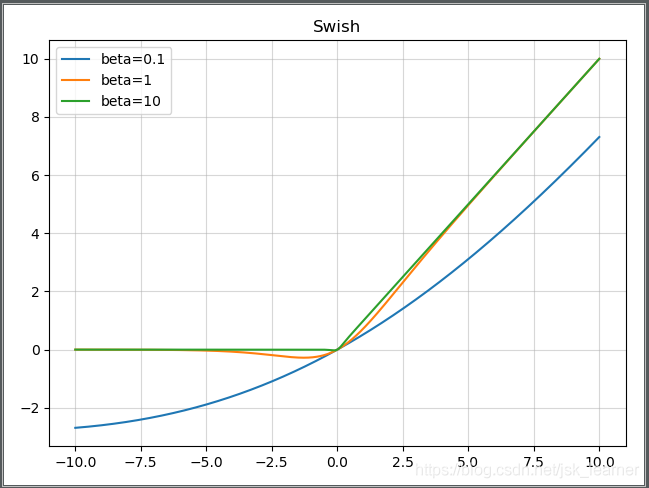 Swish
beta=0.1
beta=1
beta=10
10
8
6
4
2
0
−2
−10.0 −7.5 −5.0 −2.5 0.0 2.5 5.0 7.5 10.0
https://blog.csdn.net/jsk_learner